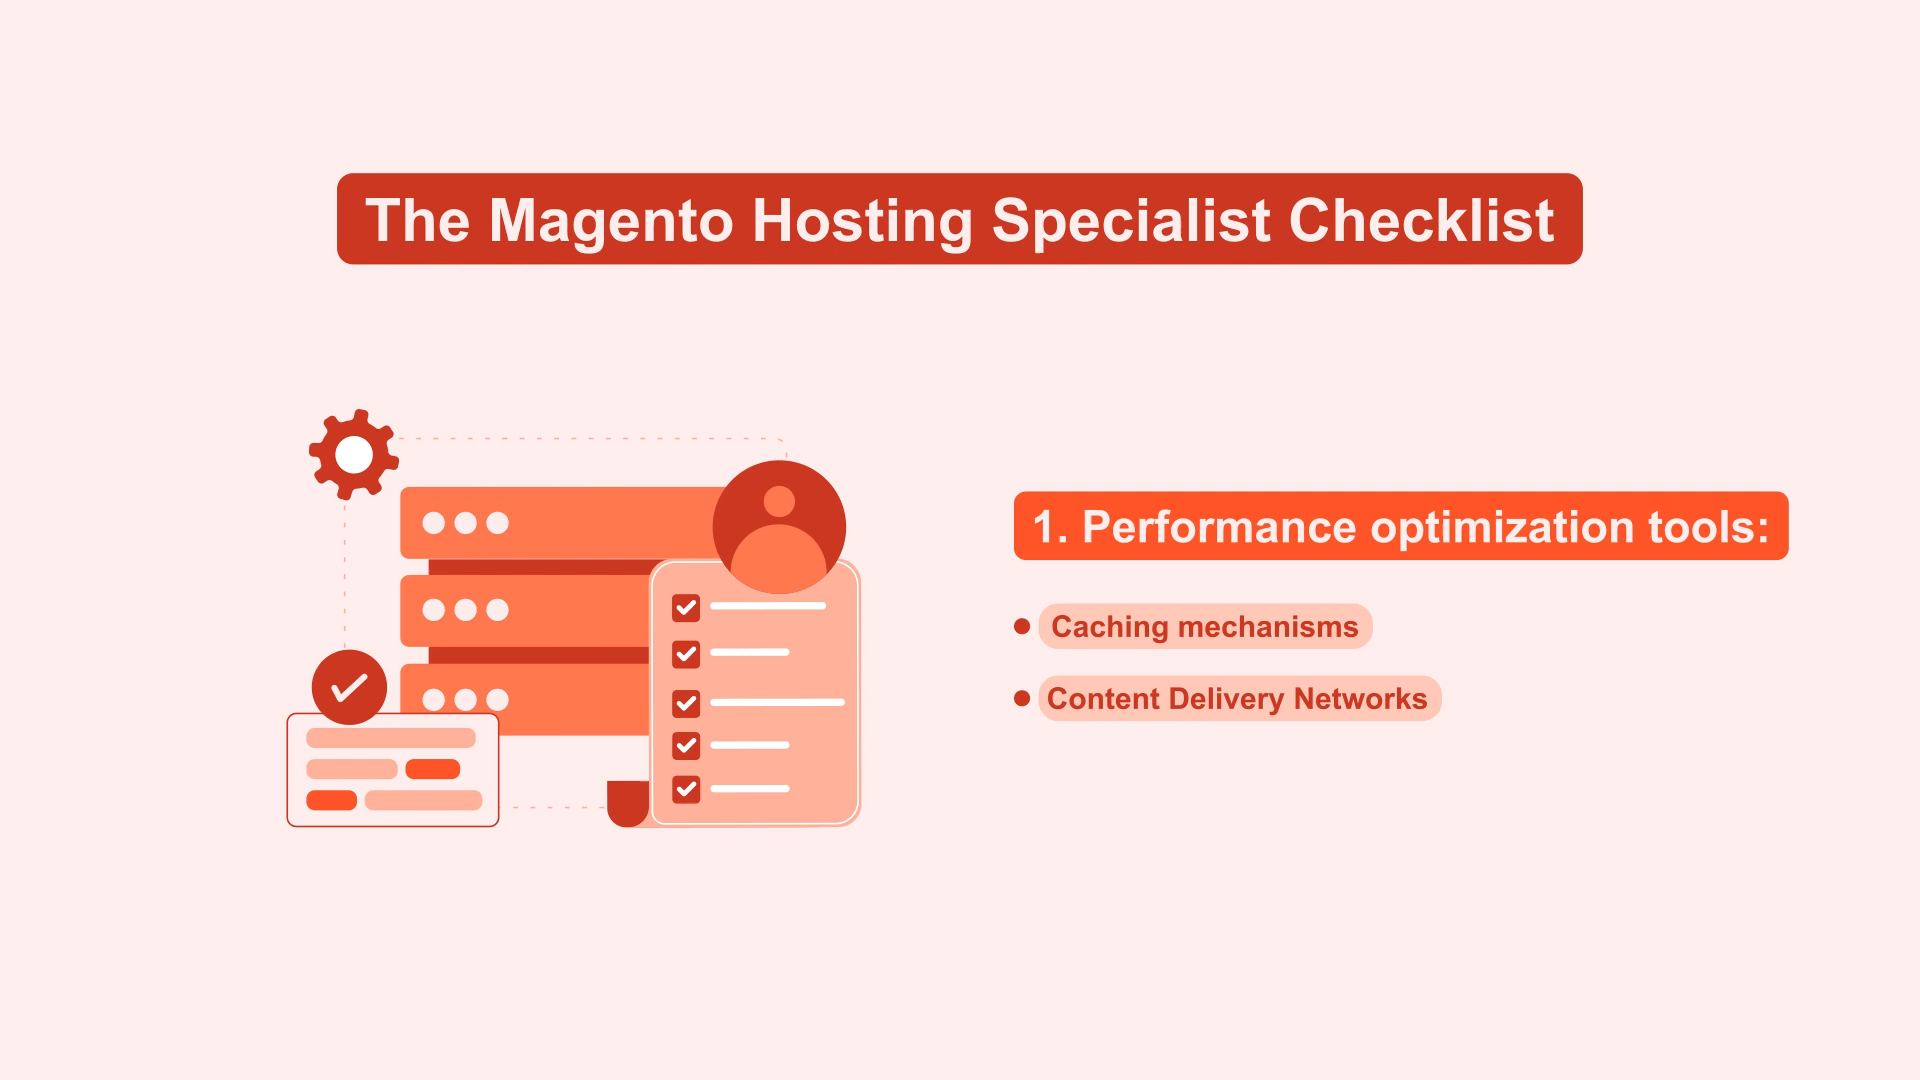 The Magento Hosting Specialist Checklist
1. Performance optimization tools:
Caching mechanisms
Content Delivery Networks